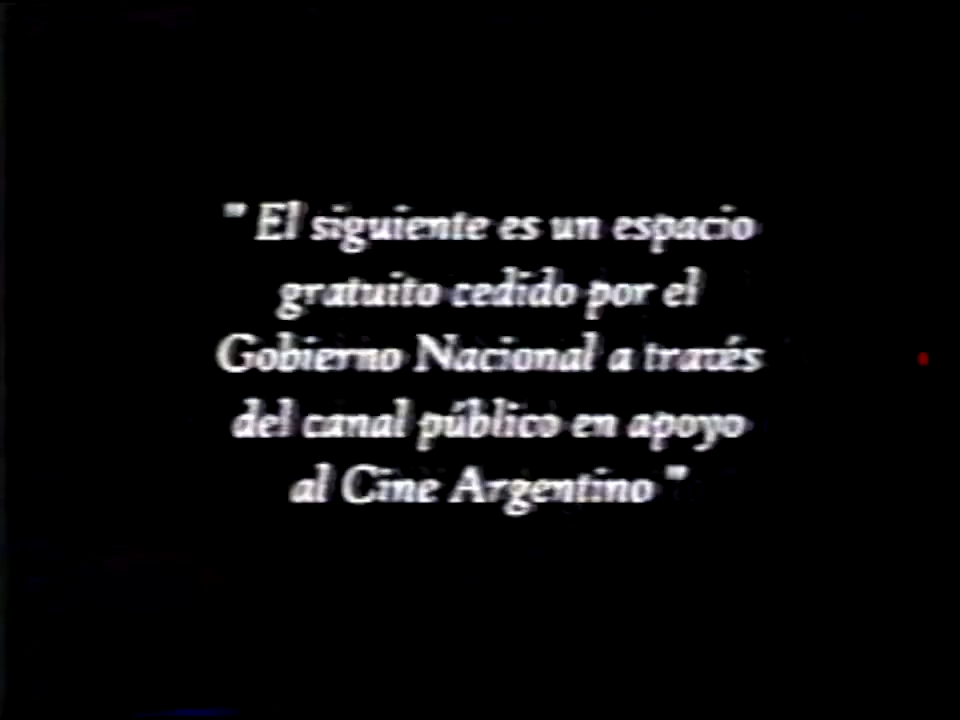 " El siguiente es un espacio
gratuito cedido por el
Gobierno Nacional a través
del canal público en apoyo
al Cine Argentino "